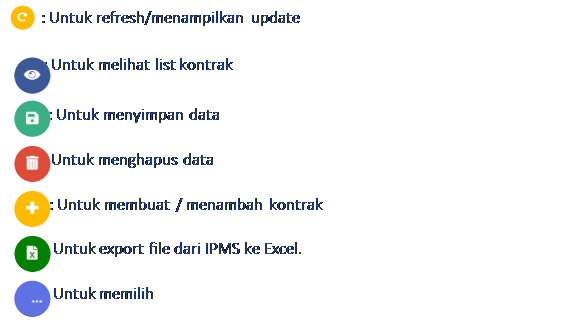 : Untuk refresh/menampilkan update
: Untuk melihat list kontrak
: Untuk menyimpan data
Untuk menghapus data
: Untuk membuat / menambah kontrak
Untuk export file dari IPMS ke Excel.
... Untuk memilih